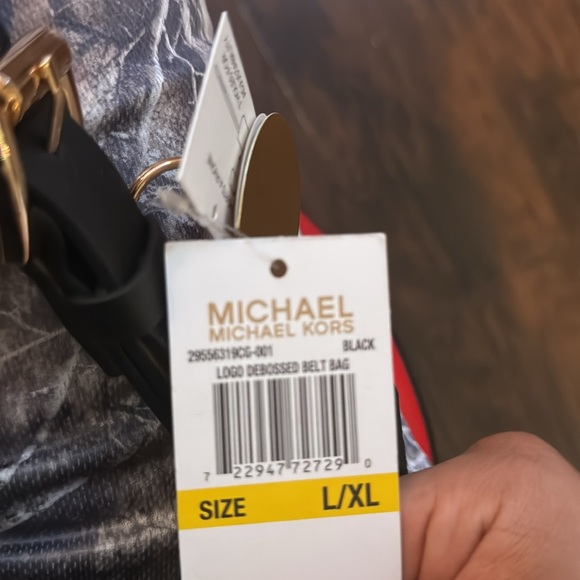 MICHAEL
MICHAEL KORS
29556319CG-001 BLACK
LOGO DEBOSSED BELT BAG
7 22947 72729 0
SIZE L/XL